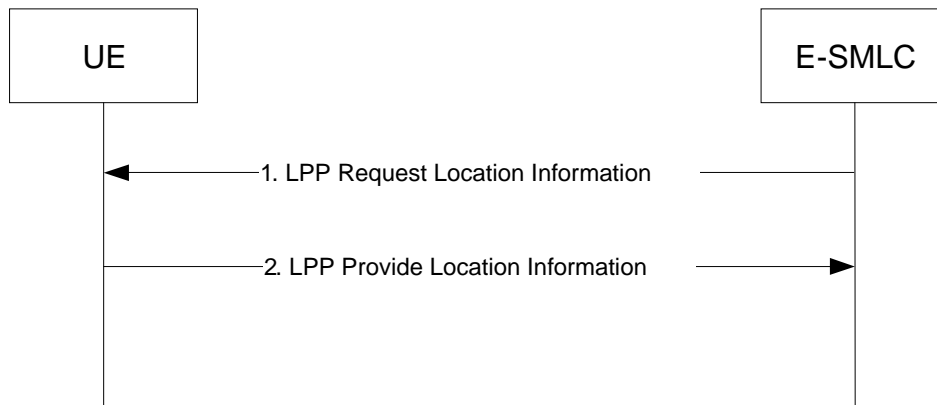 UE
E-SMLC
1. LPP Request Location Information
2. LPP Provide Location Information